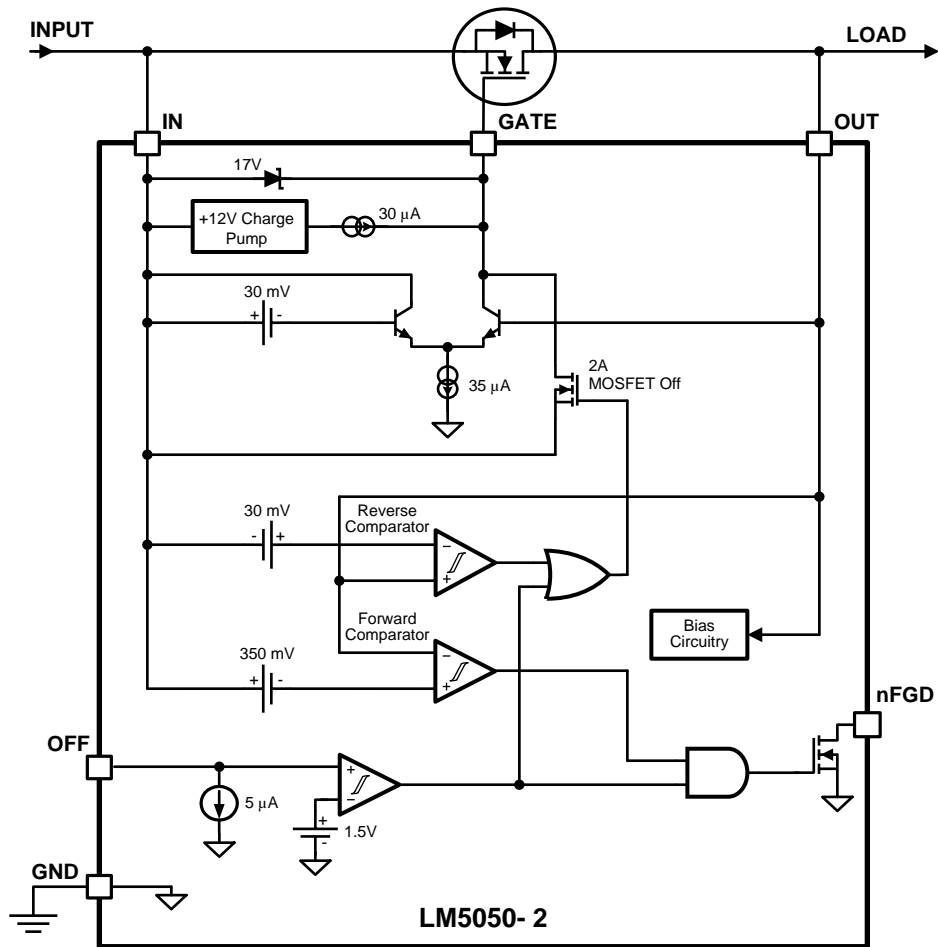 INPUT
LOAD
IN
GATE
OUT
17V
+12V Charge
Pump
30 μA
30 mV
+ -
35 μA
2A
MOSFET Off
30 mV
- +
Reverse
Comparator
−
+
Forward
Comparator
−
+
350 mV
+ -
Bias
Circuitry
nFGD
OFF
+
−
5 μA
+
-
1.5V
GND
LM5050- 2